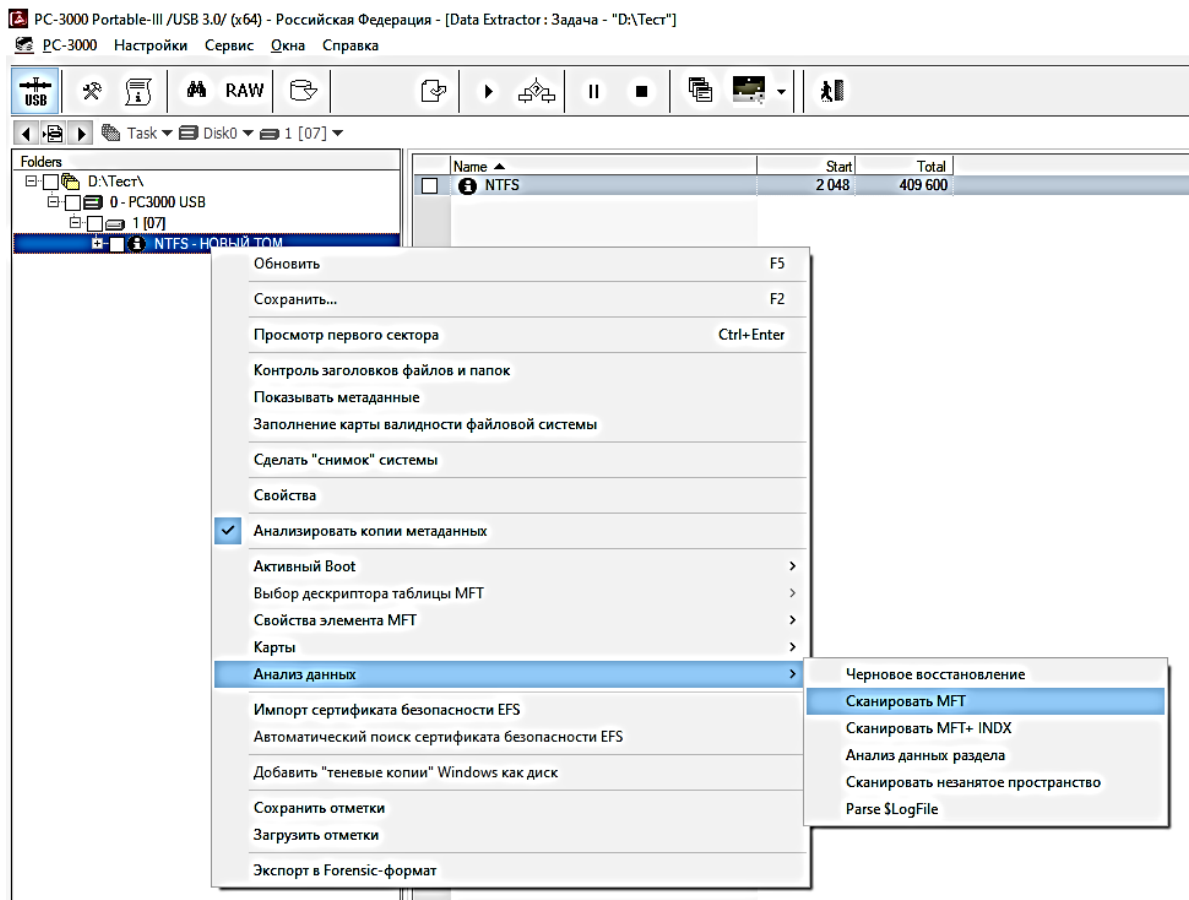 PC-3000 Portable-III /USB 3.0/ (x64) - Российская Федерация - [Data Extractor : Задача - "D:\Тест"]
PC-3000 Настройки Сервис Окна Справка
USB RAW
Task Disk0 1 [07]
Folders
D:\Тест\
0 - PC3000 USB
1 [07]
NTFS - НОВЫЙ ТОМ
Name Start Total
NTFS 2 048 409 600
Обновить F5
Сохранить... F2
Просмотр первого сектора Ctrl+Enter
Контроль заголовков файлов и папок
Показывать метаданные
Заполнение карты валидности файловой системы
Сделать "снимок" системы
Свойства
Анализировать копии метаданных
Активный Boot
Выбор дескриптора таблицы MFT
Свойства элемента MFT
Карты
Анализ данных
Импорт сертификата безопасности EFS
Автоматический поиск сертификата безопасности EFS
Добавить "теневые копии" Windows как диск
Сохранить отметки
Загрузить отметки
Экспорт в Forensic-формат
Черновое восстановление
Сканировать MFT
Сканировать MFT+ INDX
Анализ данных раздела
Сканировать незанятое пространство
Parse $LogFile